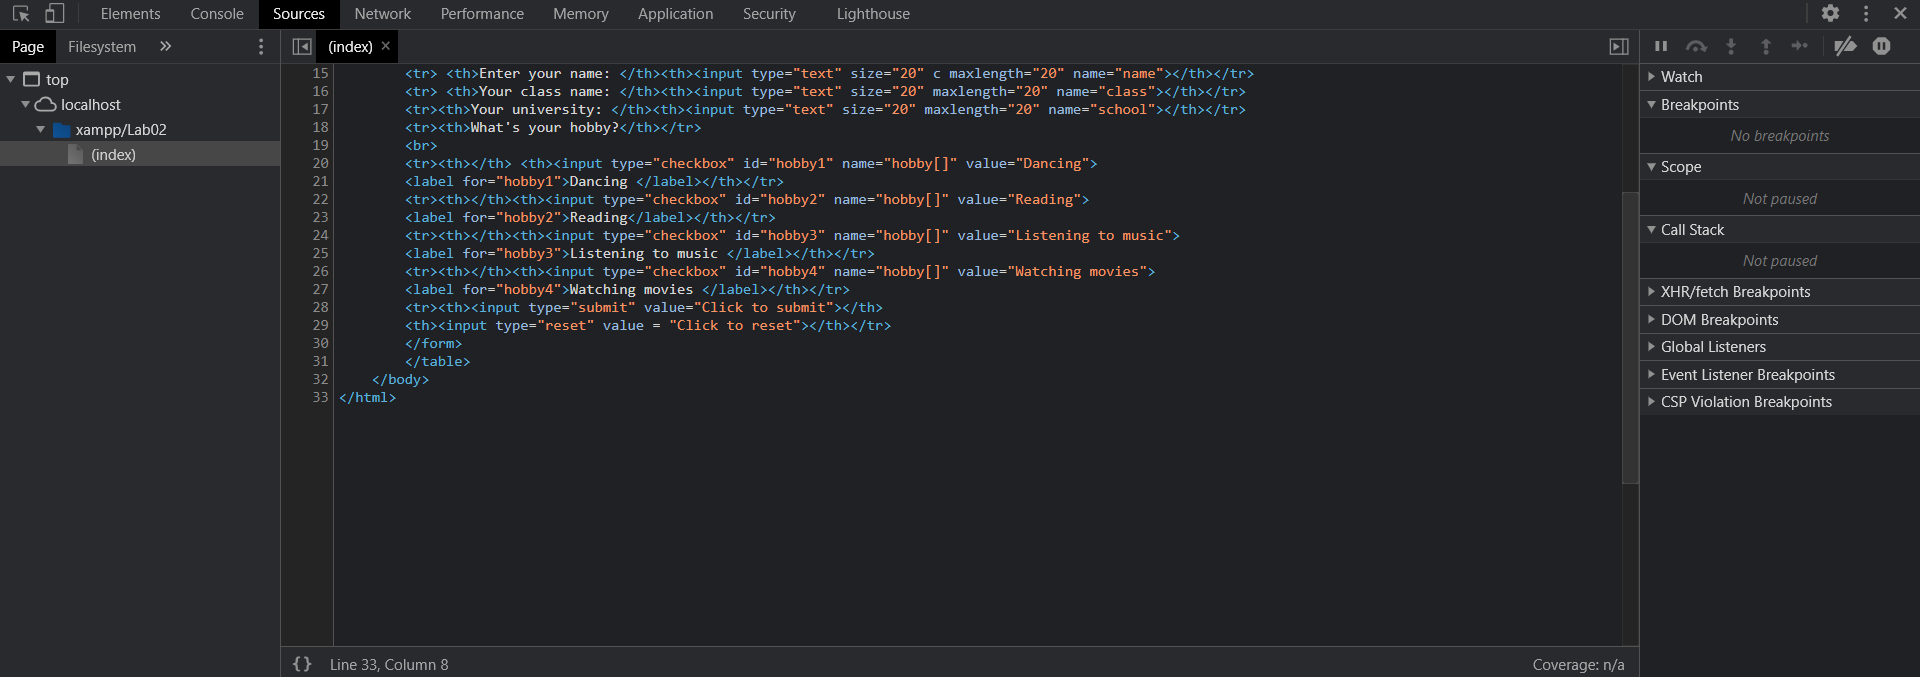 Elements Console Sources Network Performance Memory Application Security Lighthouse
Page Filesystem
top
localhost
xampp/Lab02
(index)
(index) ×
15 <tr> <th>Enter your name: </th><th><input type="text" size="20" c maxlength="20" name="name"></th></tr>
16 <tr> <th>Your class name: </th><th><input type="text" size="20" maxlength="20" name="class"></th></tr>
17 <tr><th>Your university: </th><th><input type="text" size="20" maxlength="20" name="school"></th></tr>
18 <tr><th>What's your hobby?</th></tr>
19 <br>
20 <tr><th></th> <th><input type="checkbox" id="hobby1" name="hobby[]" value="Dancing">
21 <label for="hobby1">Dancing </label></th></tr>
22 <tr><th></th><th><input type="checkbox" id="hobby2" name="hobby[]" value="Reading">
23 <label for="hobby2">Reading</label></th></tr>
24 <tr><th></th><th><input type="checkbox" id="hobby3" name="hobby[]" value="Listening to music">
25 <label for="hobby3">Listening to music </label></th></tr>
26 <tr><th></th><th><input type="checkbox" id="hobby4" name="hobby[]" value="Watching movies">
27 <label for="hobby4">Watching movies </label></th></tr>
28 <tr><th><input type="submit" value="Click to submit"></th>
29 <th><input type="reset" value = "Click to reset"></th></tr>
30 </form>
31 </table>
32 </body>
33 </html>
{} Line 33, Column 8
Coverage: n/a
Watch
Breakpoints
No breakpoints
Scope
Not paused
Call Stack
Not paused
XHR/fetch Breakpoints
DOM Breakpoints
Global Listeners
Event Listener Breakpoints
CSP Violation Breakpoints